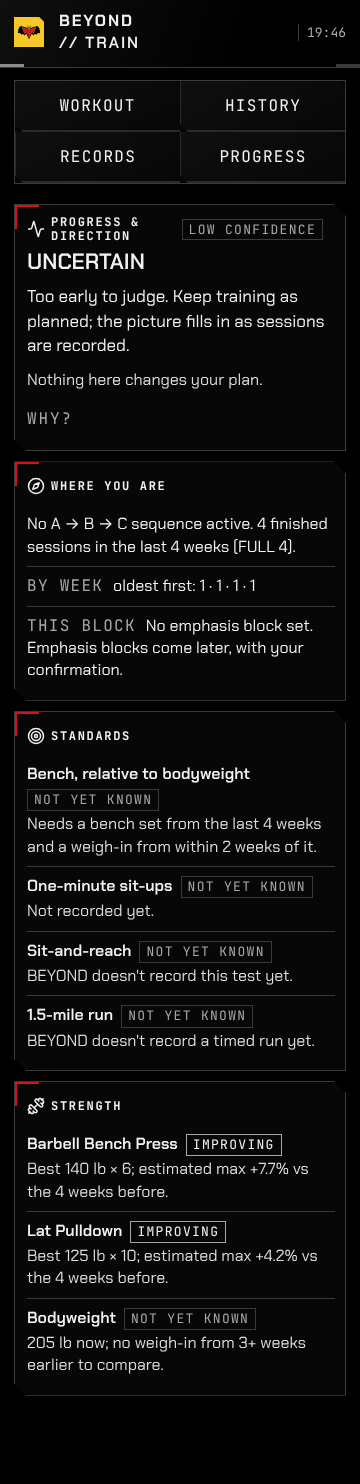 BEYOND
// TRAIN
19:46
WORKOUT
HISTORY
RECORDS
PROGRESS
PROGRESS &
DIRECTION
LOW CONFIDENCE
UNCERTAIN
Too early to judge. Keep training as
planned; the picture fills in as sessions
are recorded.
Nothing here changes your plan.
WHY?
WHERE YOU ARE
No A → B → C sequence active. 4 finished
sessions in the last 4 weeks (FULL 4).
BY WEEK oldest first: 1 · 1 · 1 · 1
THIS BLOCK No emphasis block set.
Emphasis blocks come later, with your
confirmation.
STANDARDS
Bench, relative to bodyweight
NOT YET KNOWN
Needs a bench set from the last 4 weeks
and a weigh-in from within 2 weeks of it.
One-minute sit-ups NOT YET KNOWN
Not recorded yet.
Sit-and-reach NOT YET KNOWN
BEYOND doesn't record this test yet.
1.5-mile run NOT YET KNOWN
BEYOND doesn't record a timed run yet.
STRENGTH
Barbell Bench Press IMPROVING
Best 140 lb × 6; estimated max +7.7% vs
the 4 weeks before.
Lat Pulldown IMPROVING
Best 125 lb × 10; estimated max +4.2% vs
the 4 weeks before.
Bodyweight NOT YET KNOWN
205 lb now; no weigh-in from 3+ weeks
earlier to compare.